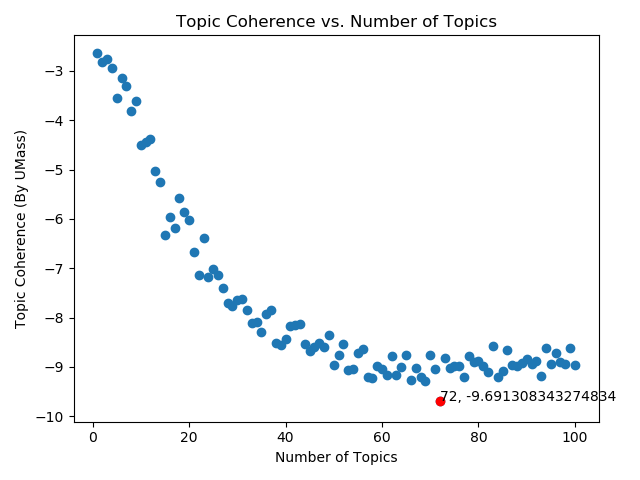 Topic Coherence vs. Number of Topics
Topic Coherence (By UMass)
−3
−4
−5
−6
−7
−8
−9
−10
72, -9.691308343274834
0 20 40 60 80 100
Number of Topics